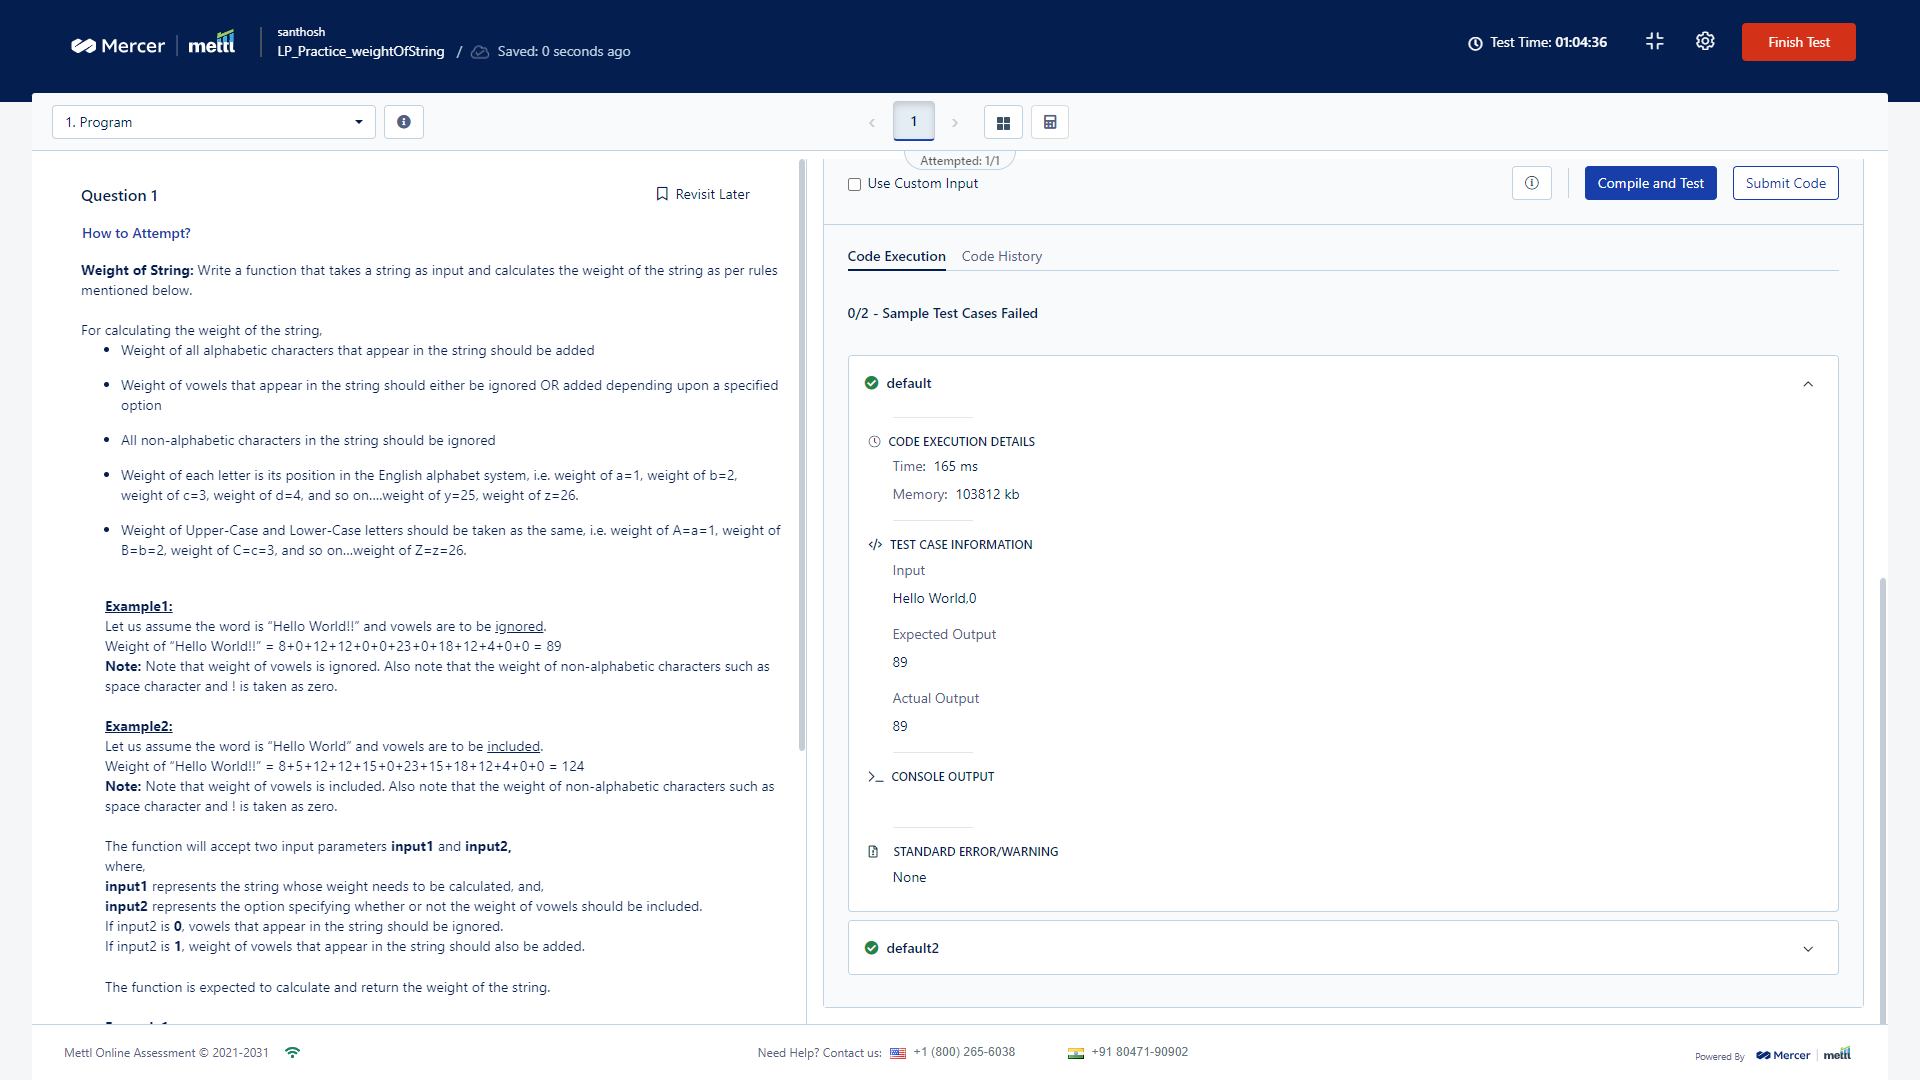 Mercer mettl
santhosh
LP_Practice_weightOfString / Saved: 0 seconds ago
Test Time: 01:04:36
Finish Test
1. Program
1
Attempted: 1/1
Question 1
Revisit Later
How to Attempt?
Weight of String: Write a function that takes a string as input and calculates the weight of the string as per rules
mentioned below.
For calculating the weight of the string,
Weight of all alphabetic characters that appear in the string should be added
Weight of vowels that appear in the string should either be ignored OR added depending upon a specified
option
All non-alphabetic characters in the string should be ignored
Weight of each letter is its position in the English alphabet system, i.e. weight of a=1, weight of b=2,
weight of c=3, weight of d=4, and so on....weight of y=25, weight of z=26.
Weight of Upper-Case and Lower-Case letters should be taken as the same, i.e. weight of A=a=1, weight of
B=b=2, weight of C=c=3, and so on...weight of Z=z=26.
Example1:
Let us assume the word is “Hello World!!” and vowels are to be ignored.
Weight of “Hello World!!” = 8+0+12+12+0+0+23+0+18+12+4+0+0 = 89
Note: Note that weight of vowels is ignored. Also note that the weight of non-alphabetic characters such as
space character and ! is taken as zero.
Example2:
Let us assume the word is “Hello World” and vowels are to be included.
Weight of “Hello World!!” = 8+5+12+12+15+0+23+15+18+12+4+0+0 = 124
Note: Note that weight of vowels is included. Also note that the weight of non-alphabetic characters such as
space character and ! is taken as zero.
The function will accept two input parameters input1 and input2,
where,
input1 represents the string whose weight needs to be calculated, and,
input2 represents the option specifying whether or not the weight of vowels should be included.
If input2 is 0, vowels that appear in the string should be ignored.
If input2 is 1, weight of vowels that appear in the string should also be added.
The function is expected to calculate and return the weight of the string.
Use Custom Input
Compile and Test
Submit Code
Code Execution
Code History
0/2 - Sample Test Cases Failed
default
CODE EXECUTION DETAILS
Time: 165 ms
Memory: 103812 kb
</> TEST CASE INFORMATION
Input
Hello World,0
Expected Output
89
Actual Output
89
CONSOLE OUTPUT
STANDARD ERROR/WARNING
None
default2
Mettl Online Assessment © 2021-2031
Need Help? Contact us: +1 (800) 265-6038
+91 80471-90902
Powered By Mercer mettl